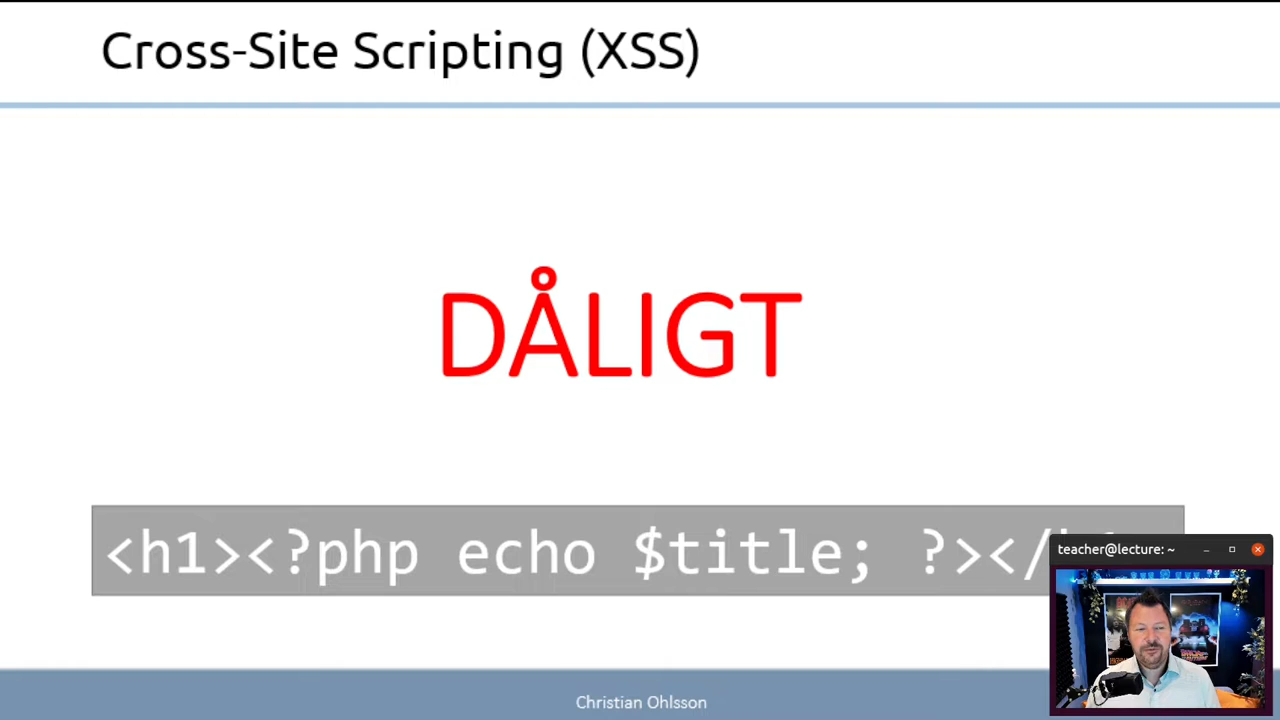 Cross-Site Scripting (XSS)
DÅLIGT
<h1><?php echo $title; ?></
teacher@lecture: ~
Christian Ohlsson